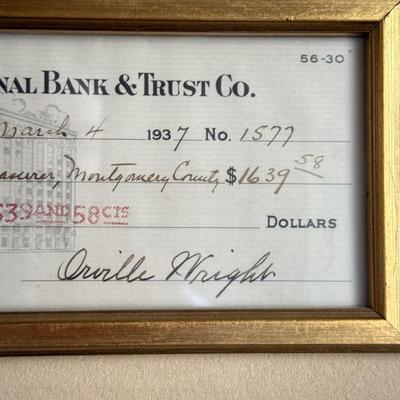 56-30
NAL BANK & TRUST CO.
March 4 1937 No. 1577
asurer, Montgomery County $1639 58
639 AND 58 CTS
DOLLARS
Orville Wright